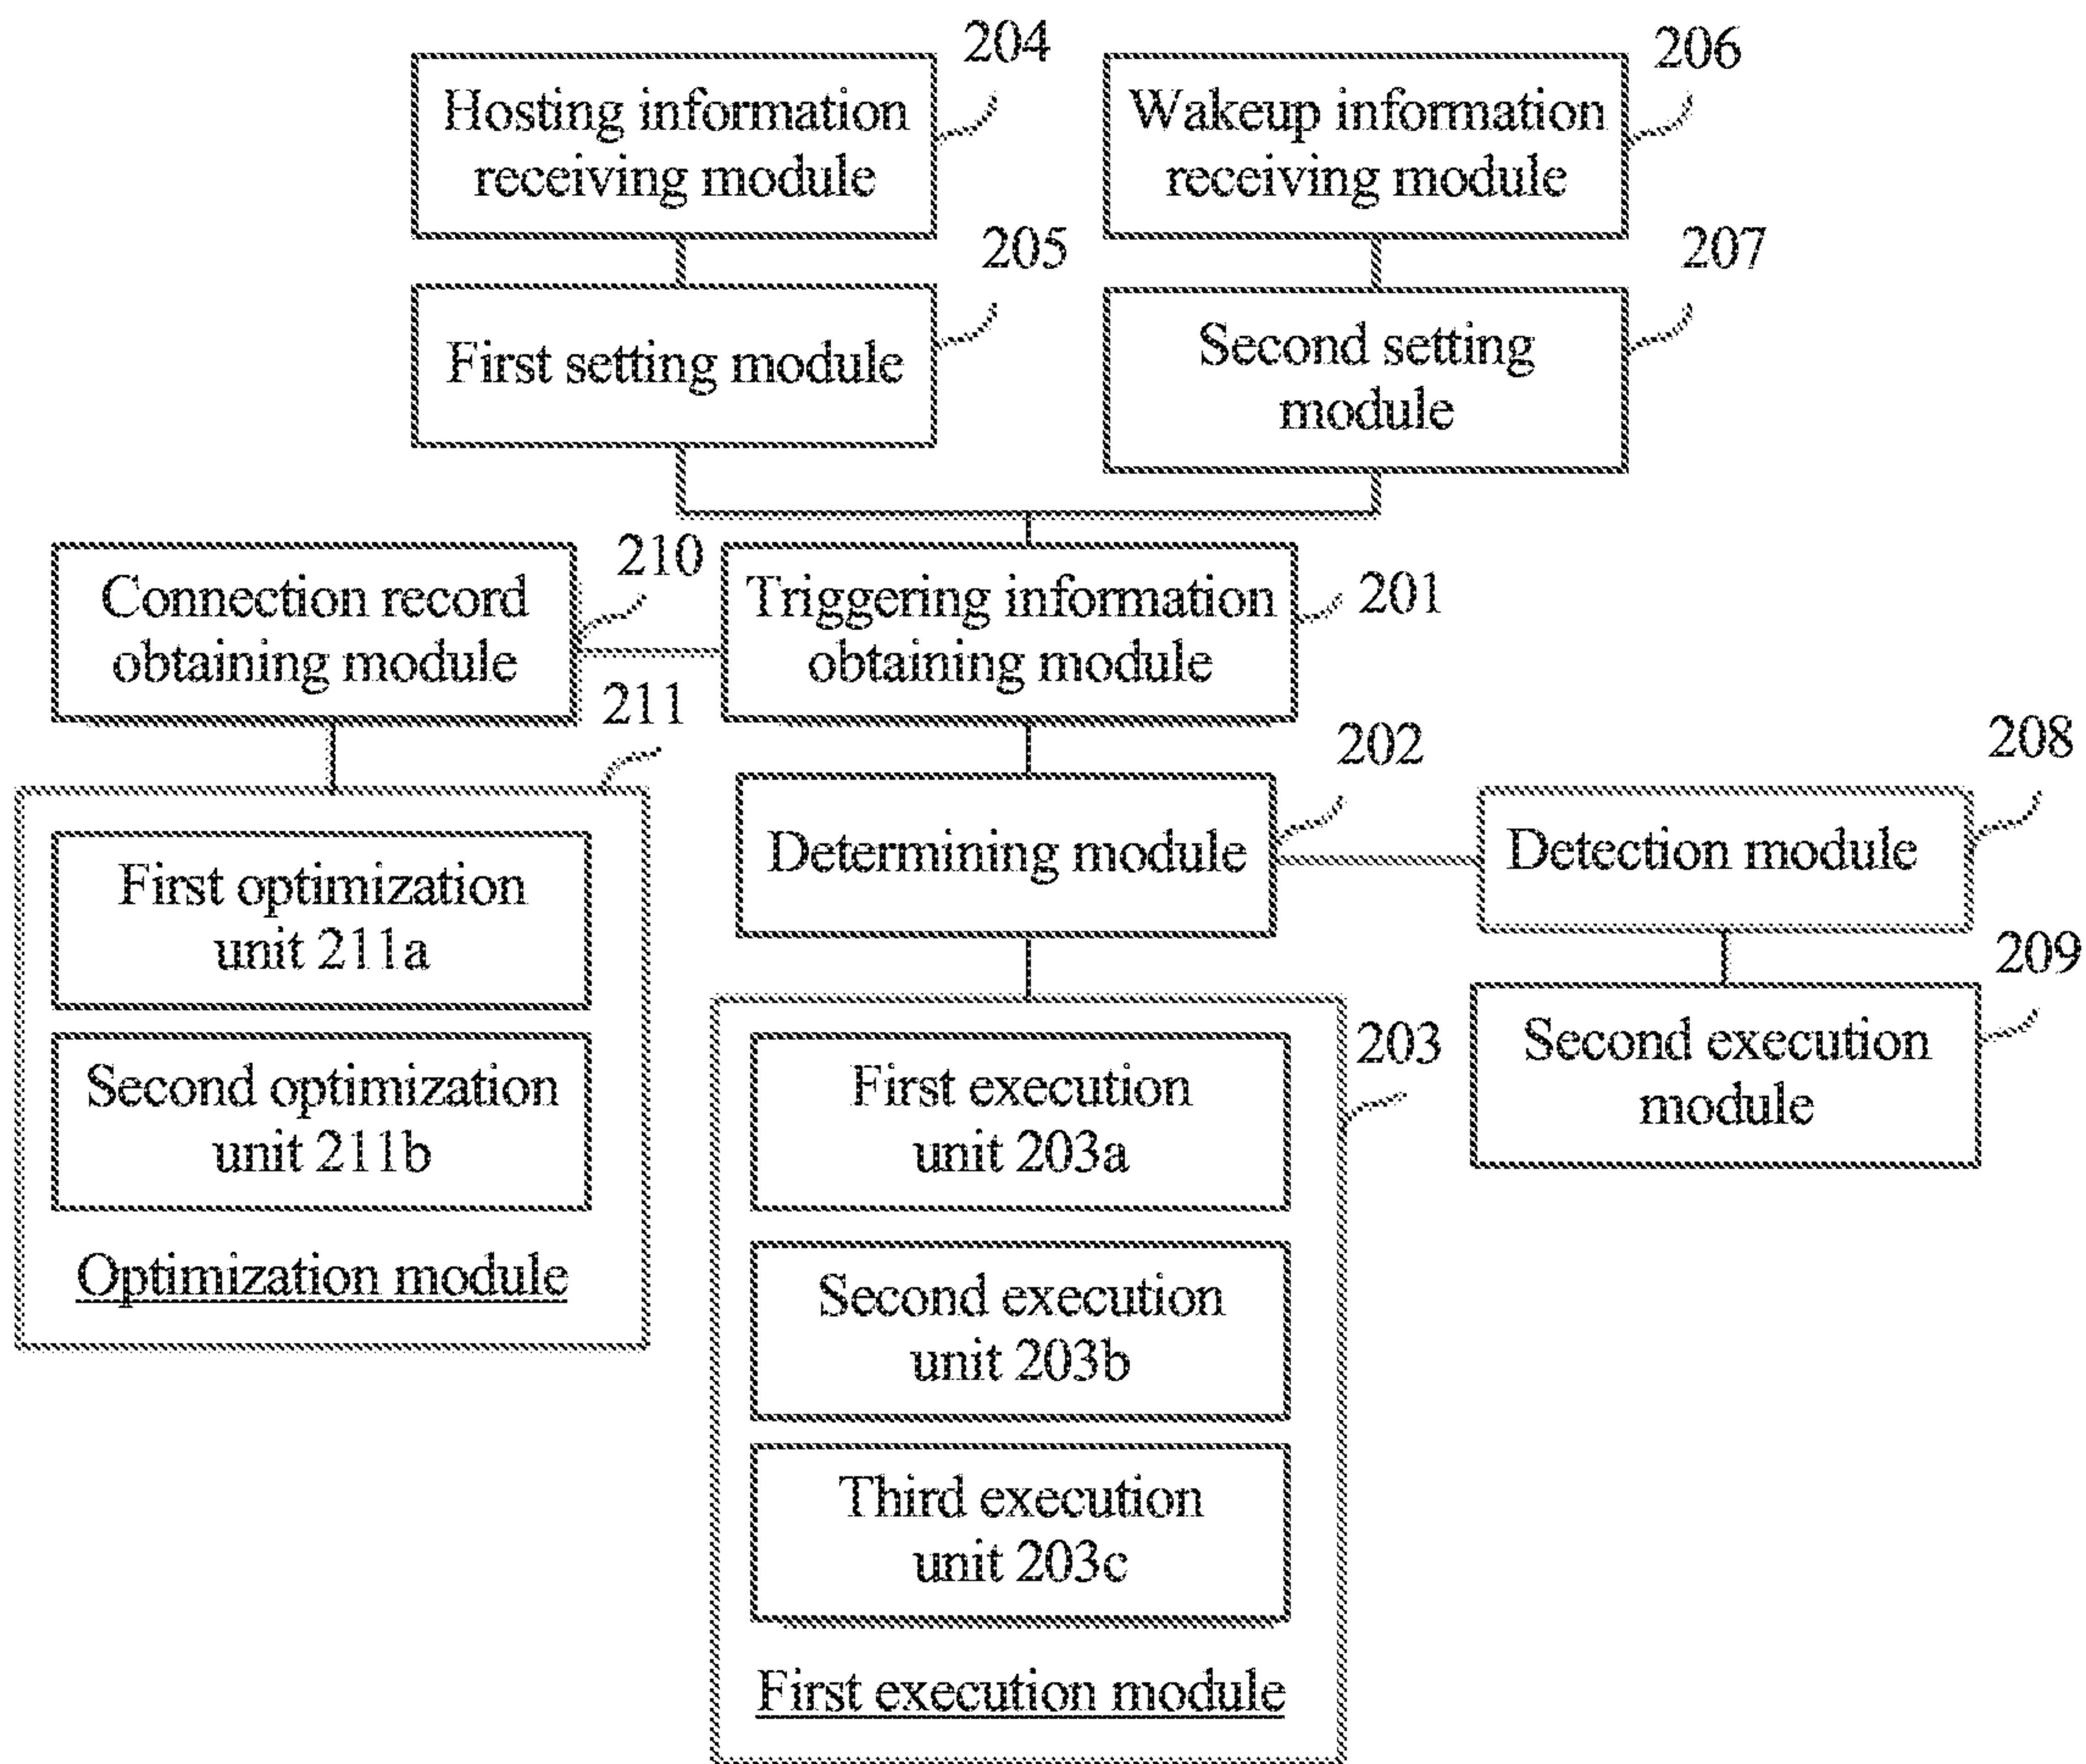 204
Hosting information
receiving module
206
Wakeup information
receiving module
205
First setting module
207
Second setting
module
210
Connection record
obtaining module
Triggering information
obtaining module
201
211
First optimization
unit 211a
Second optimization
unit 211b
Optimization module
202
Determining module
208
Detection module
209
Second execution
module
203
First execution
unit 203a
Second execution
unit 203b
Third execution
unit 203c
First execution module